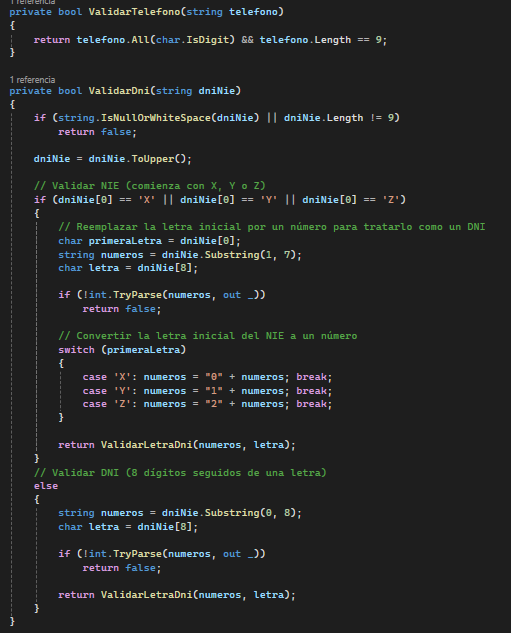 1 referencia
private bool ValidarTelefono(string telefono)
{
    return telefono.All(char.IsDigit) && telefono.Length == 9;
}
1 referencia
private bool ValidarDni(string dniNie)
{
    if (string.IsNullOrWhiteSpace(dniNie) || dniNie.Length != 9)
        return false;
    dniNie = dniNie.ToUpper();
    // Validar NIE (comienza con X, Y o Z)
    if (dniNie[0] == 'X' || dniNie[0] == 'Y' || dniNie[0] == 'Z')
    {
        // Reemplazar la letra inicial por un número para tratarlo como un DNI
        char primeraLetra = dniNie[0];
        string numeros = dniNie.Substring(1, 7);
        char letra = dniNie[8];
        if (!int.TryParse(numeros, out _))
            return false;
        // Convertir la letra inicial del NIE a un número
        switch (primeraLetra)
        {
            case 'X': numeros = "0" + numeros; break;
            case 'Y': numeros = "1" + numeros; break;
            case 'Z': numeros = "2" + numeros; break;
        }
        return ValidarLetraDni(numeros, letra);
    }
    // Validar DNI (8 dígitos seguidos de una letra)
    else
    {
        string numeros = dniNie.Substring(0, 8);
        char letra = dniNie[8];
        if (!int.TryParse(numeros, out _))
            return false;
        return ValidarLetraDni(numeros, letra);
    }
}